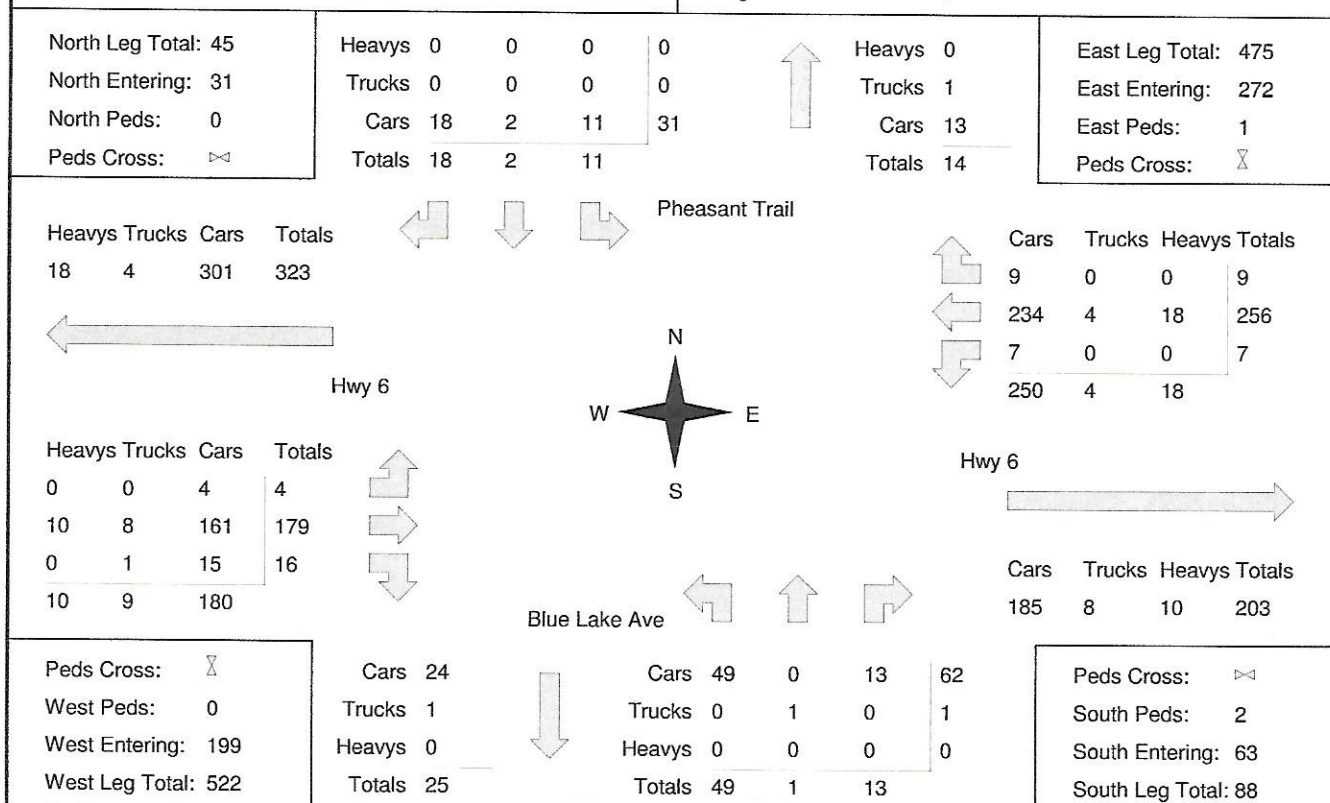 North Leg Total: 45
North Entering: 31
North Peds: 0
Peds Cross:
Heavys 0 0 0 0
Trucks 0 0 0 0
Cars 18 2 11 31
Totals 18 2 11
Heavys 0
Trucks 1
Cars 13
Totals 14
East Leg Total: 475
East Entering: 272
East Peds: 1
Peds Cross:
Pheasant Trail
Heavys Trucks Cars Totals
18 4 301 323
Cars Trucks Heavys Totals
9 0 0 9
234 4 18 256
7 0 0 7
250 4 18
Hwy 6
N
W E
S
Heavys Trucks Cars Totals
0 0 4 4
10 8 161 179
0 1 15 16
10 9 180
Hwy 6
Cars Trucks Heavys Totals
185 8 10 203
Blue Lake Ave
Peds Cross:
West Peds: 0
West Entering: 199
West Leg Total: 522
Cars 24
Trucks 1
Heavys 0
Totals 25
Cars 49 0 13 62
Trucks 0 1 0 1
Heavys 0 0 0 0
Totals 49 1 13
Peds Cross:
South Peds: 2
South Entering: 63
South Leg Total: 88